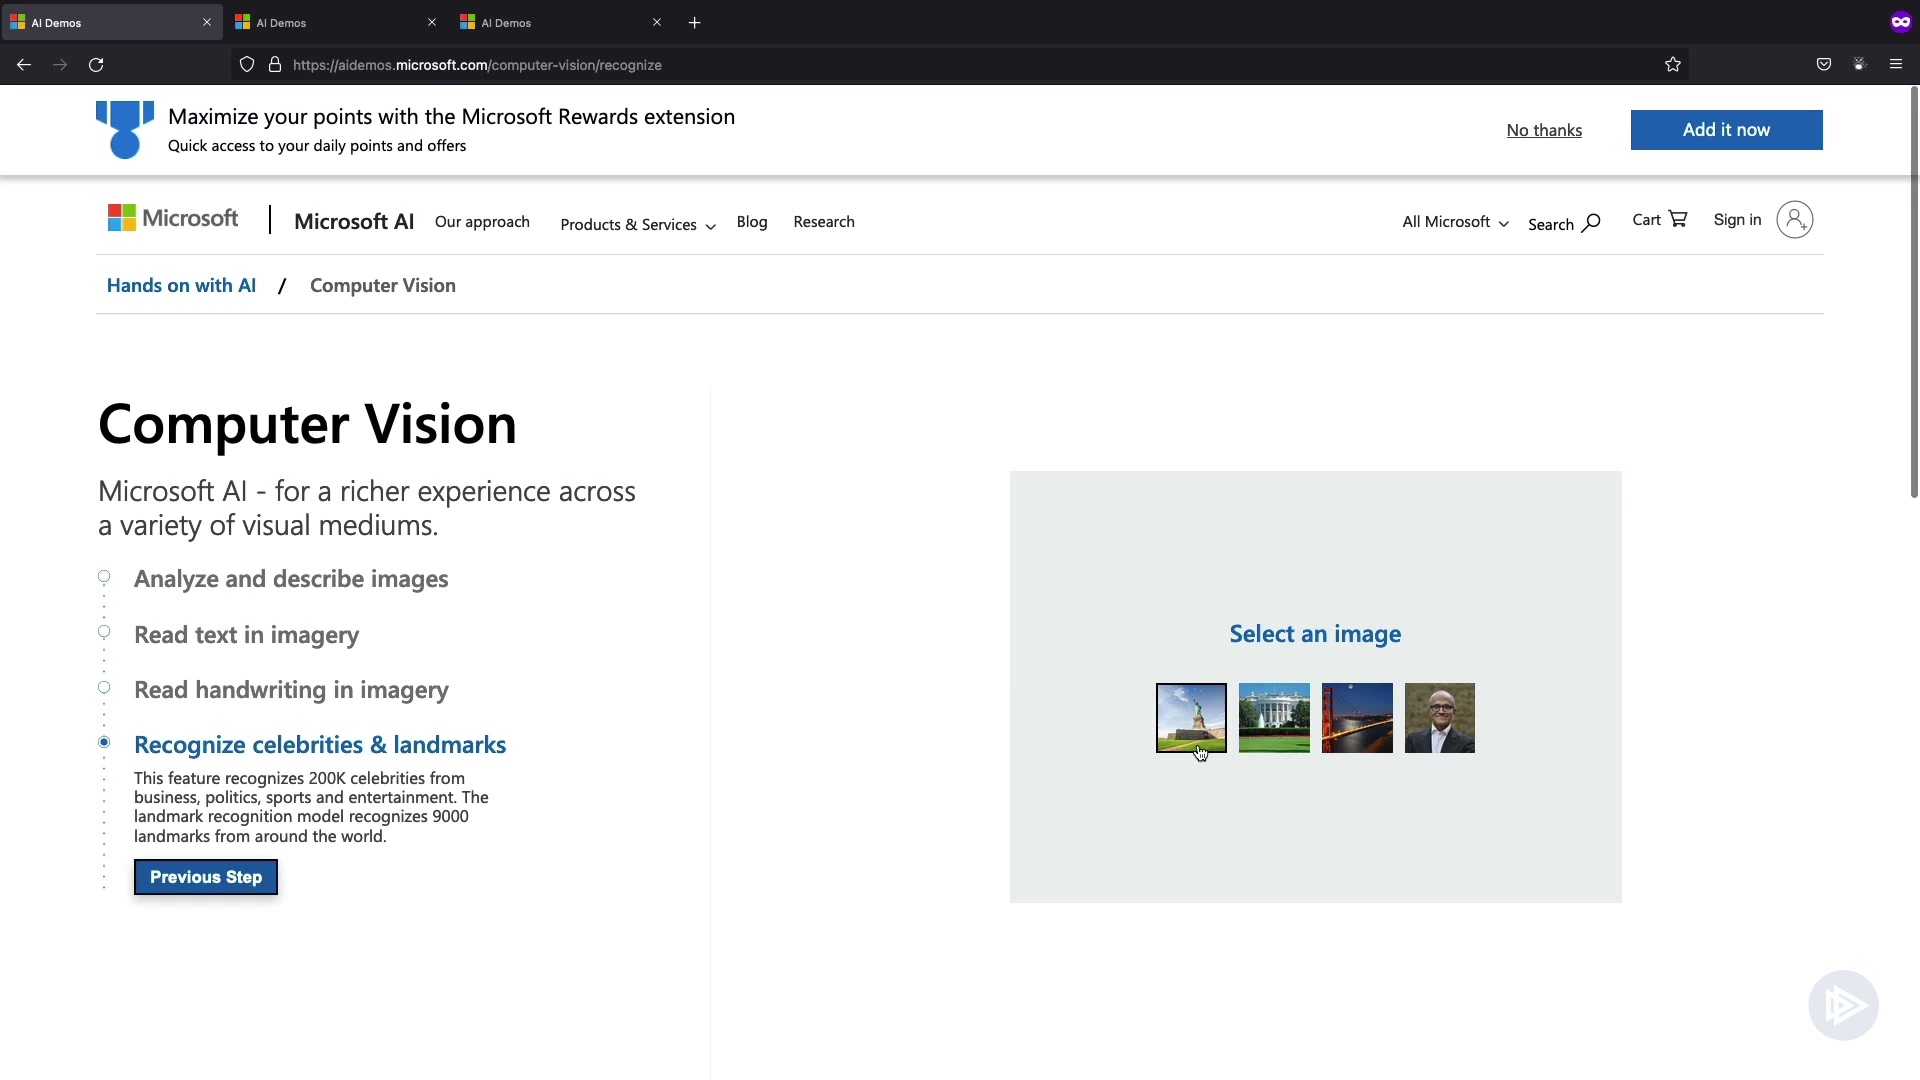 AI Demos
AI Demos
AI Demos
https://aidemos.microsoft.com/computer-vision/recognize
Maximize your points with the Microsoft Rewards extension
Quick access to your daily points and offers
No thanks
Add it now
Microsoft
Microsoft AI
Our approach
Products & Services
Blog
Research
All Microsoft
Search
Cart
Sign in
Hands on with AI / Computer Vision
Computer Vision
Microsoft AI - for a richer experience across
a variety of visual mediums.
Analyze and describe images
Read text in imagery
Read handwriting in imagery
Recognize celebrities & landmarks
This feature recognizes 200K celebrities from
business, politics, sports and entertainment. The
landmark recognition model recognizes 9000
landmarks from around the world.
Previous Step
Select an image